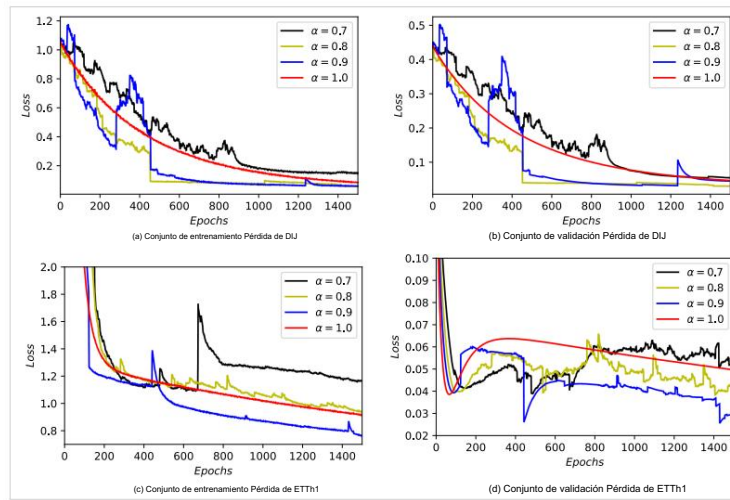 1.2
1.0
0.8
0.6
0.4
0.2
Loss
α = 0.7
α = 0.8
α = 0.9
α = 1.0
0 200 400 600 800 1000 1200 1400
Epochs
(a) Conjunto de entrenamiento Pérdida de DIJ
0.5
0.4
0.3
0.2
0.1
Loss
α = 0.7
α = 0.8
α = 0.9
α = 1.0
0 200 400 600 800 1000 1200 1400
Epochs
(b) Conjunto de validación Pérdida de DIJ
2.0
1.8
1.6
1.4
1.2
1.0
0.8
Loss
α = 0.7
α = 0.8
α = 0.9
α = 1.0
0 200 400 600 800 1000 1200 1400
Epochs
(c) Conjunto de entrenamiento Pérdida de ETTh1
0.10
0.09
0.08
0.07
0.06
0.05
0.04
0.03
0.02
Loss
α = 0.7
α = 0.8
α = 0.9
α = 1.0
0 200 400 600 800 1000 1200 1400
Epochs
(d) Conjunto de validación Pérdida de ETTh1